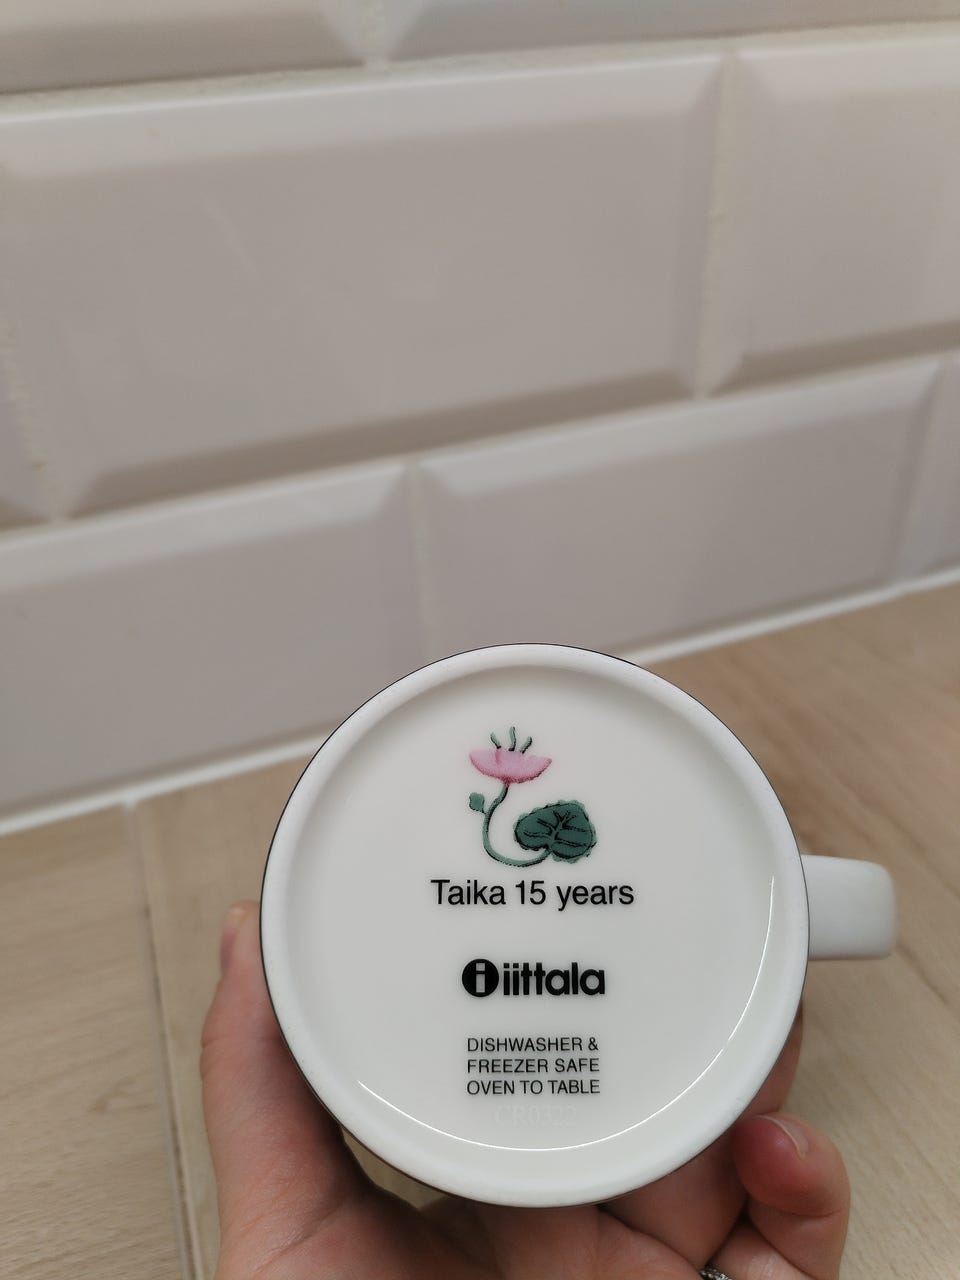 Taika 15 years
iittala
DISHWASHER &
FREEZER SAFE
OVEN TO TABLE